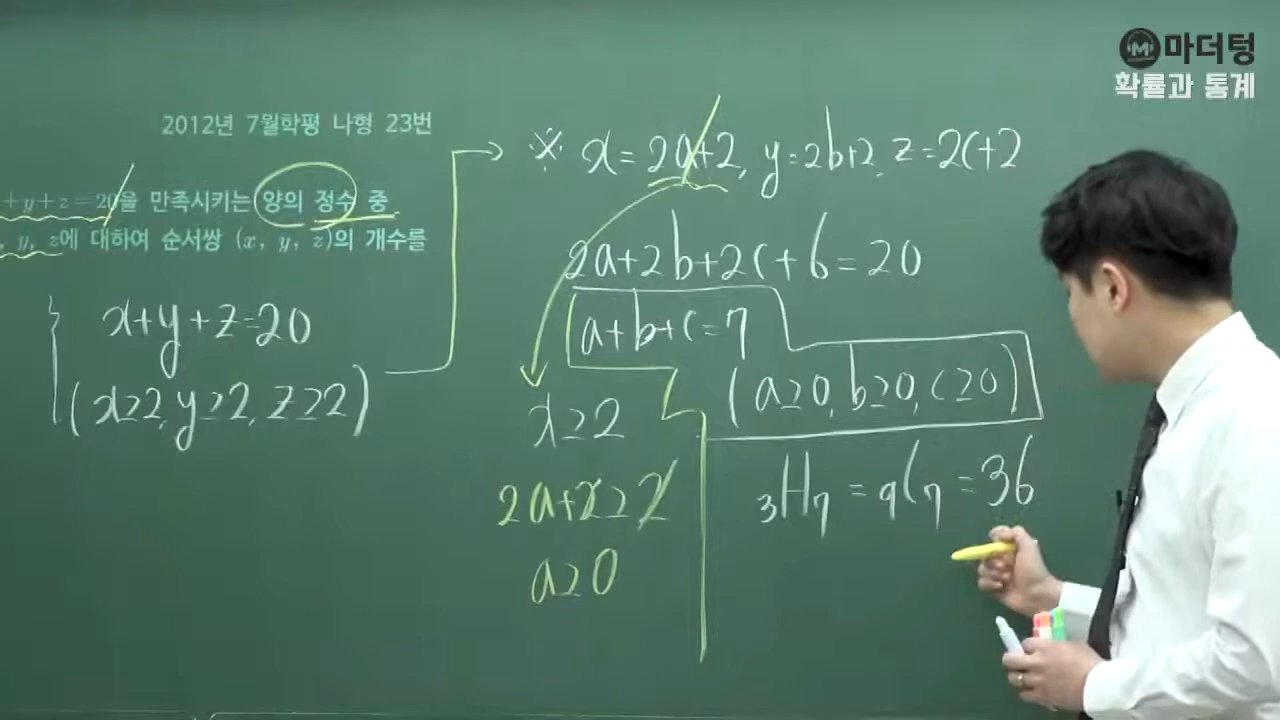 마더텅
확률과 통계
2012년 7월학평 나형 23번
+y+z=20을 만족시키는 양의 정수 중
, y, z에 대하여 순서쌍 (x, y, z)의 개수를
x+y+z=20
(x≥2, y≥2, z≥2)
※ x=2a+2, y=2b+2, z=2c+2
2a+2b+2c+6=20
a+b+c=7
(a≥0, b≥0, c≥0)
x≥2
2a+2≥2
a≥0
₃H₇ = ₉C₇ = 36